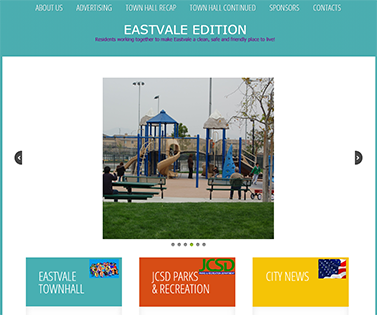 ABOUT US ADVERTISING TOWN HALL RECAP TOWN HALL CONTINUED SPONSORS CONTACTS
EASTVALE EDITION
Residents working together to make Eastvale a clean, safe and friendly place to live!
EASTVALE
TOWNHALL
JCSD
JCSD PARKS
& RECREATION
CITY NEWS